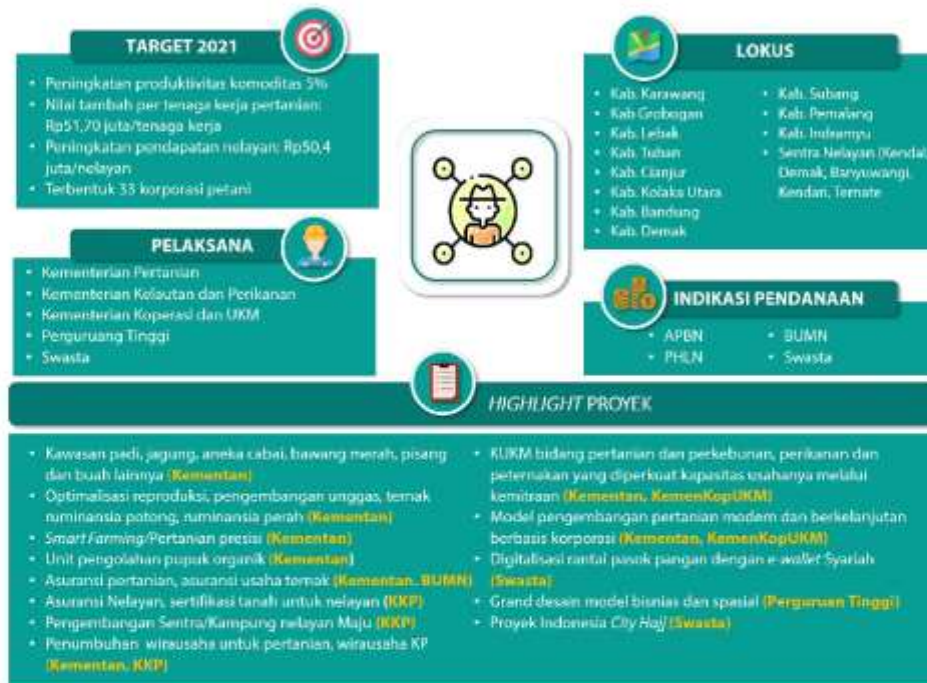 TARGET 2021
• Peningkatan produktivitas komoditas 5%
• Nilai tambah per tenaga kerja pertanian:
Rp51,70 juta/tenaga kerja
• Peningkatan pendapatan nelayan: Rp50,4
juta/nelayan
• Terbentuk 33 korporasi petani
PELAKSANA
• Kementerian Pertanian
• Kementerian Kelautan dan Perikanan
• Kementerian Koperasi dan UKM
• Perguruang Tinggi
• Swasta
LOKUS
• Kab. Karawang
• Kab Grobogan
• Kab. Lebak
• Kab. Tuban
• Kab. Cianjur
• Kab. Kolaka Utara
• Kab. Bandung
• Kab. Demak
• Kab. Subang
• Kab. Pemalang
• Kab. Indramyu
• Sentra Nelayan (Kendal,
Demak, Banyuwangi,
Kendari, Ternate
INDIKASI PENDANAAN
• APBN
• PHLN
• BUMN
• Swasta
HIGHLIGHT PROYEK
• Kawasan padi, jagung, aneka cabai, bawang merah, pisang
dan buah lainnya (Kementan)
• Optimalisasi reproduksi, pengembangan unggas, ternak
ruminansia potong, ruminansia perah (Kementan)
• Smart Farming/Pertanian presisi (Kementan)
• Unit pengolahan pupuk organik (Kementan)
• Asuransi pertanian, asuransi usaha ternak (Kementan, BUMN)
• Asuransi Nelayan, sertifikasi tanah untuk nelayan (KKP)
• Pengembangan Sentra/Kampung nelayan Maju (KKP)
• Penumbuhan wirausaha untuk pertanian, wirausaha KP
(Kementan, KKP)
• KUKM bidang pertanian dan perkebunan, perikanan dan
peternakan yang diperkuat kapasitas usahanya melalui
kemitraan (Kementan, KemenKopUKM)
• Model pengembangan pertanian modern dan berkelanjutan
berbasis korporasi (Kementan, KemenKopUKM)
• Digitalisasi rantai pasok pangan dengan e-wallet Syariah
(Swasta)
• Grand desain model bisnias dan spasial (Perguruan Tinggi)
• Proyek Indonesia City Hajj (Swasta)